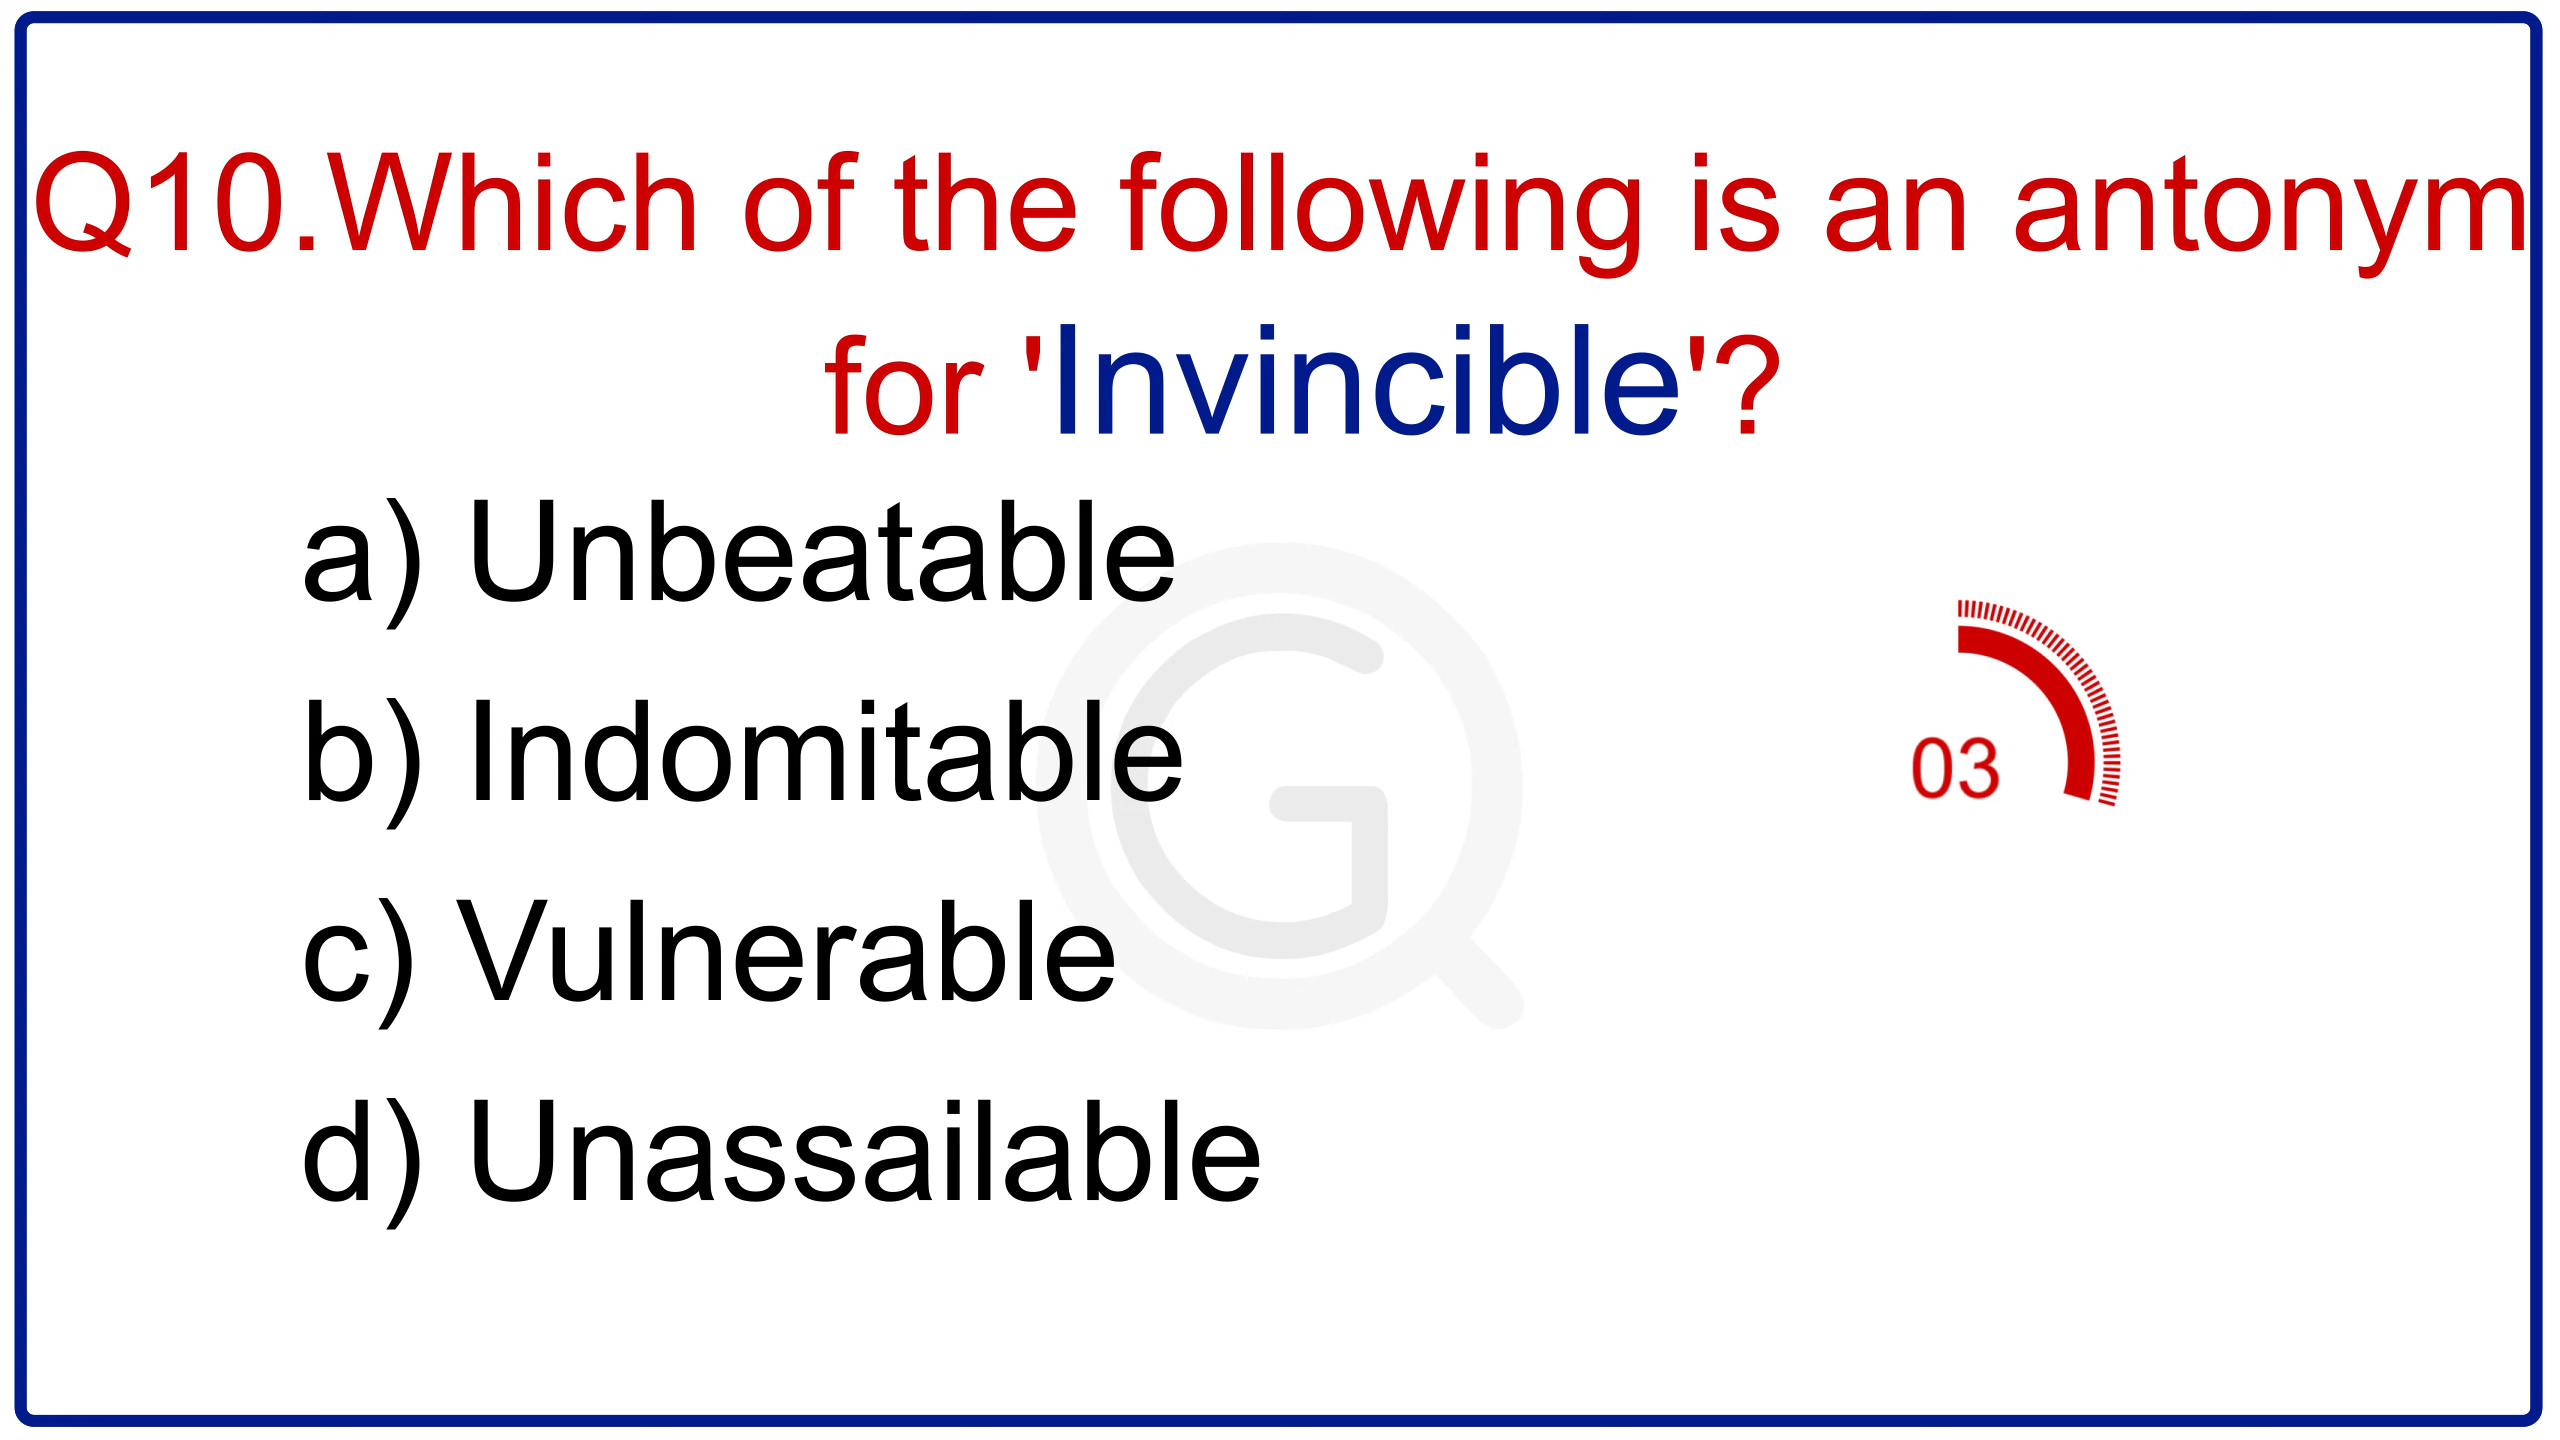 Q10.Which of the following is an antonym
for 'Invincible'?
a) Unbeatable
b) Indomitable
03
c) Vulnerable
d) Unassailable